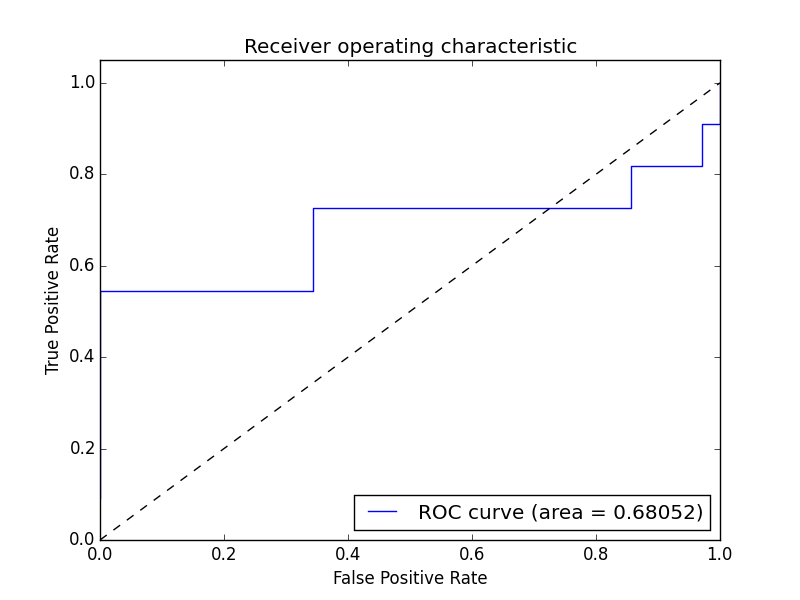 Receiver operating characteristic
True Positive Rate
1.0
0.8
0.6
0.4
0.2
0.0
ROC curve (area = 0.68052)
0.0 0.2 0.4 0.6 0.8 1.0
False Positive Rate